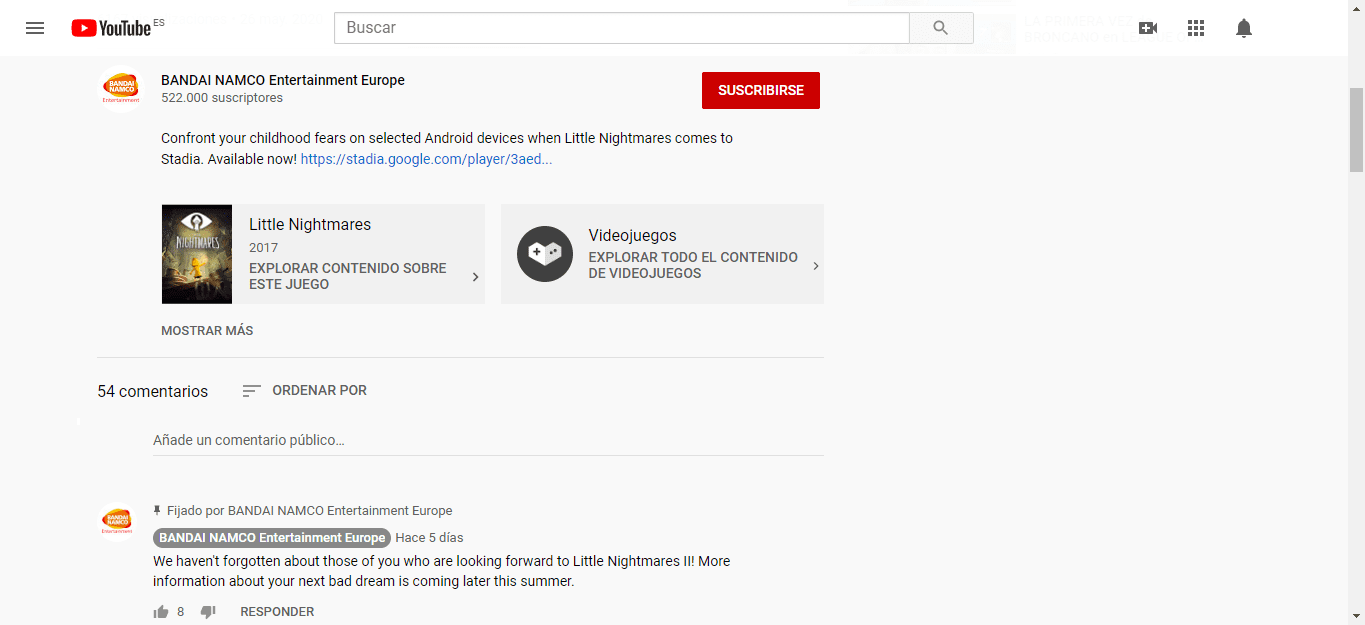 YouTube ES
Buscar
BANDAI NAMCO Entertainment Europe
522.000 suscriptores
SUSCRIBIRSE
Confront your childhood fears on selected Android devices when Little Nightmares comes to
Stadia. Available now! https://stadia.google.com/player/3aed...
NIGHTMARES
Little Nightmares
2017
EXPLORAR CONTENIDO SOBRE
ESTE JUEGO
Videojuegos
EXPLORAR TODO EL CONTENIDO
DE VIDEOJUEGOS
MOSTRAR MÁS
54 comentarios
ORDENAR POR
Añade un comentario público...
Fijado por BANDAI NAMCO Entertainment Europe
BANDAI NAMCO Entertainment Europe Hace 5 días
We haven't forgotten about those of you who are looking forward to Little Nightmares II! More
information about your next bad dream is coming later this summer.
8
RESPONDER